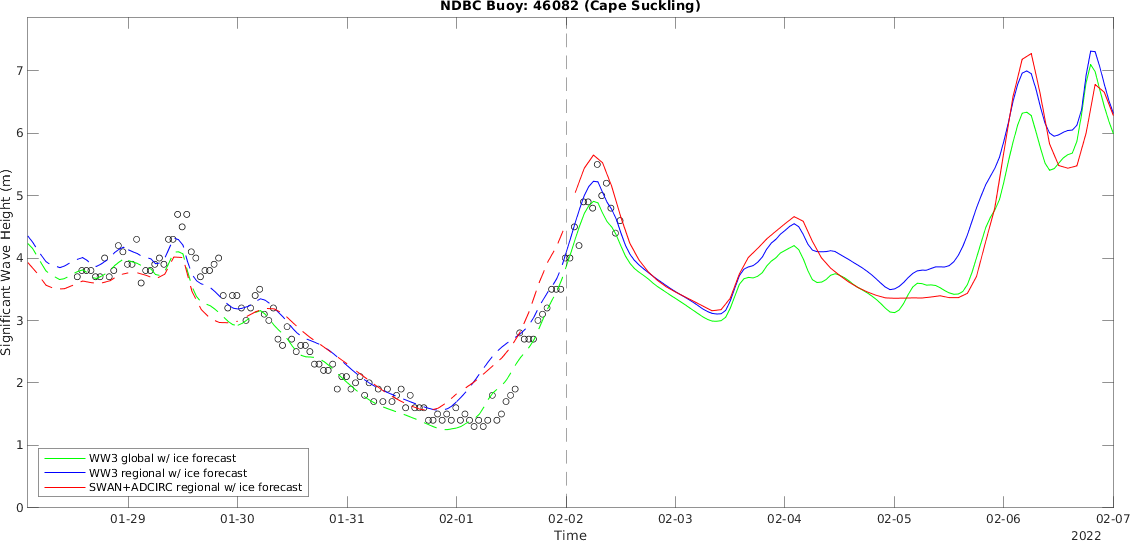 NDBC Buoy: 46082 (Cape Suckling)
Significant Wave Height (m)
7
6
5
4
3
2
1
0
WW3 global w/ ice forecast
WW3 regional w/ ice forecast
SWAN+ADCIRC regional w/ ice forecast
01-29 01-30 01-31 02-01 02-02 02-03 02-04 02-05 02-06 02-07
Time
2022